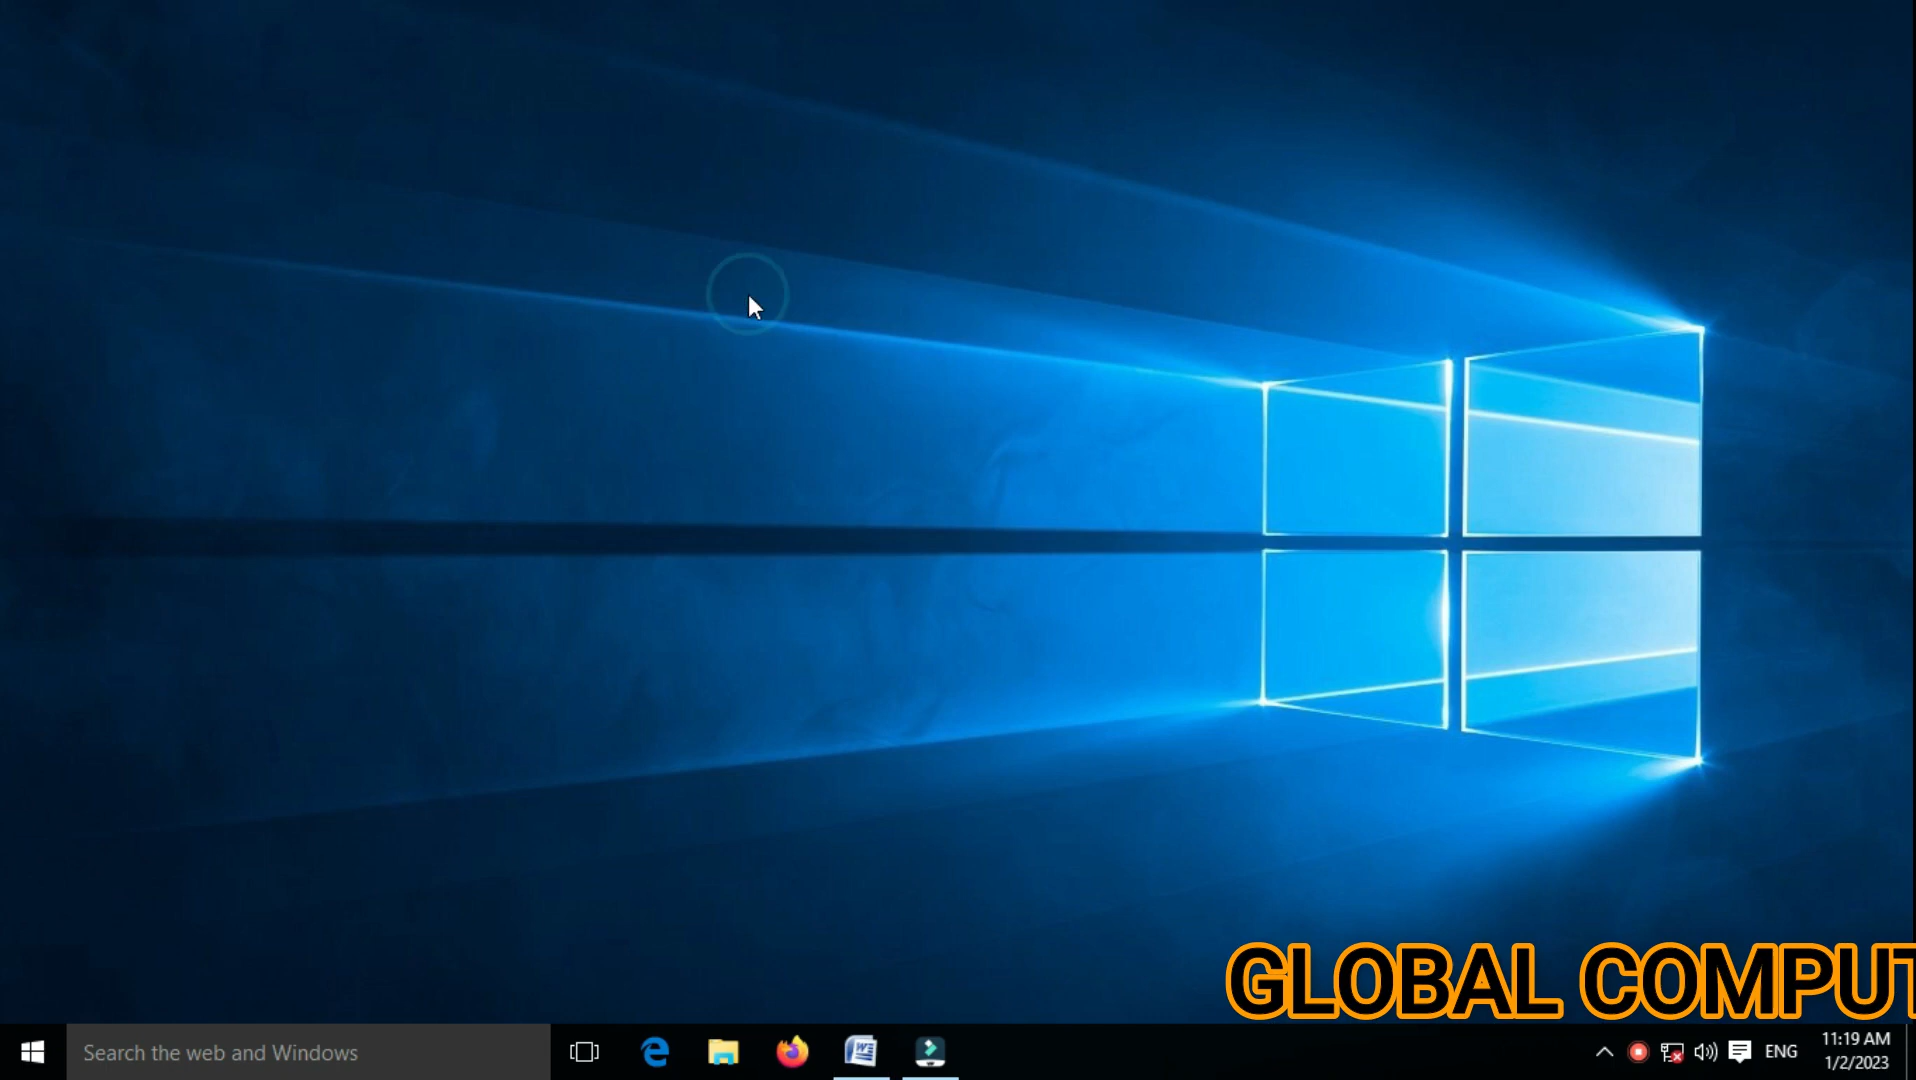 GLOBAL COMPUT
Search the web and Windows
ENG
11:19 AM
1/2/2023